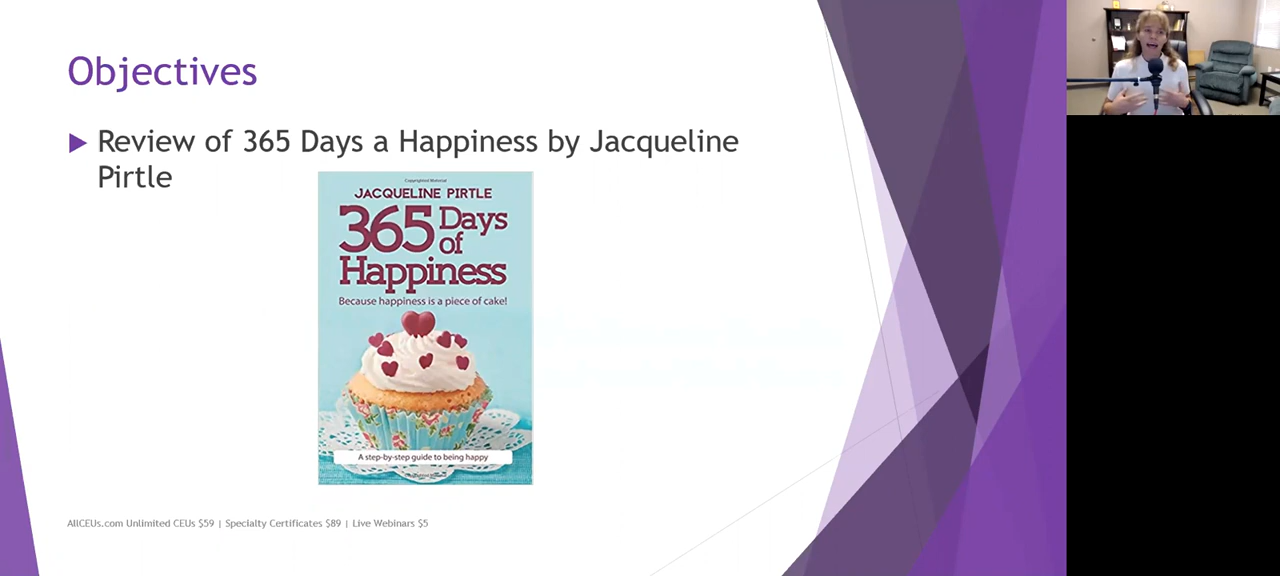 Objectives
Review of 365 Days a Happiness by Jacqueline
Pirtle
Copyrighted Material
JACQUELINE PIRTLE
365 Days
of
Happiness
Because happiness is a piece of cake!
A step-by-step guide to being happy
Copyrighted Material
AllCEUs.com Unlimited CEUs $59 | Specialty Certificates $89 | Live Webinars $5